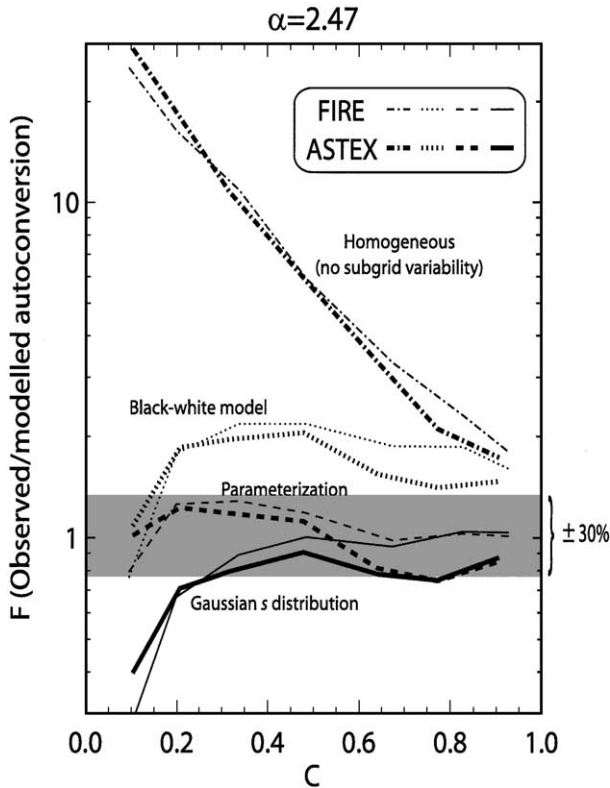 α=2.47
F (Observed/modelled autoconversion)
10
1
FIRE
ASTEX
Homogeneous
(no subgrid variability)
Black-white model
Parameterization
±30%
Gaussian s distribution
0.0 0.2 0.4 0.6 0.8 1.0
C